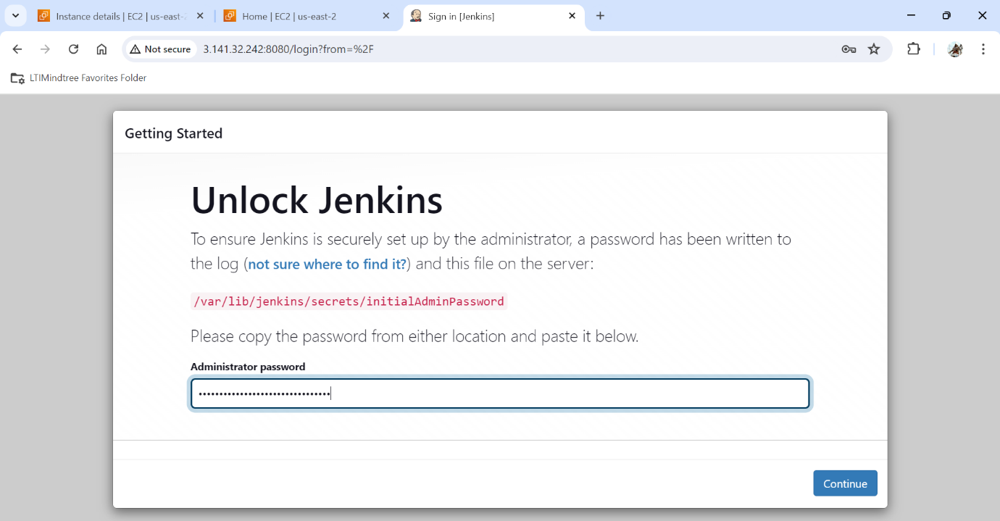 Instance details | EC2 | us-east-2
Home | EC2 | us-east-2
Sign in [Jenkins]
Not secure
3.141.32.242:8080/login?from=%2F
LTIMindtree Favorites Folder
Getting Started
Unlock Jenkins
To ensure Jenkins is securely set up by the administrator, a password has been written to
the log (not sure where to find it?) and this file on the server:
/var/lib/jenkins/secrets/initialAdminPassword
Please copy the password from either location and paste it below.
Administrator password
••••••••••••••••••••••••••••••••
Continue